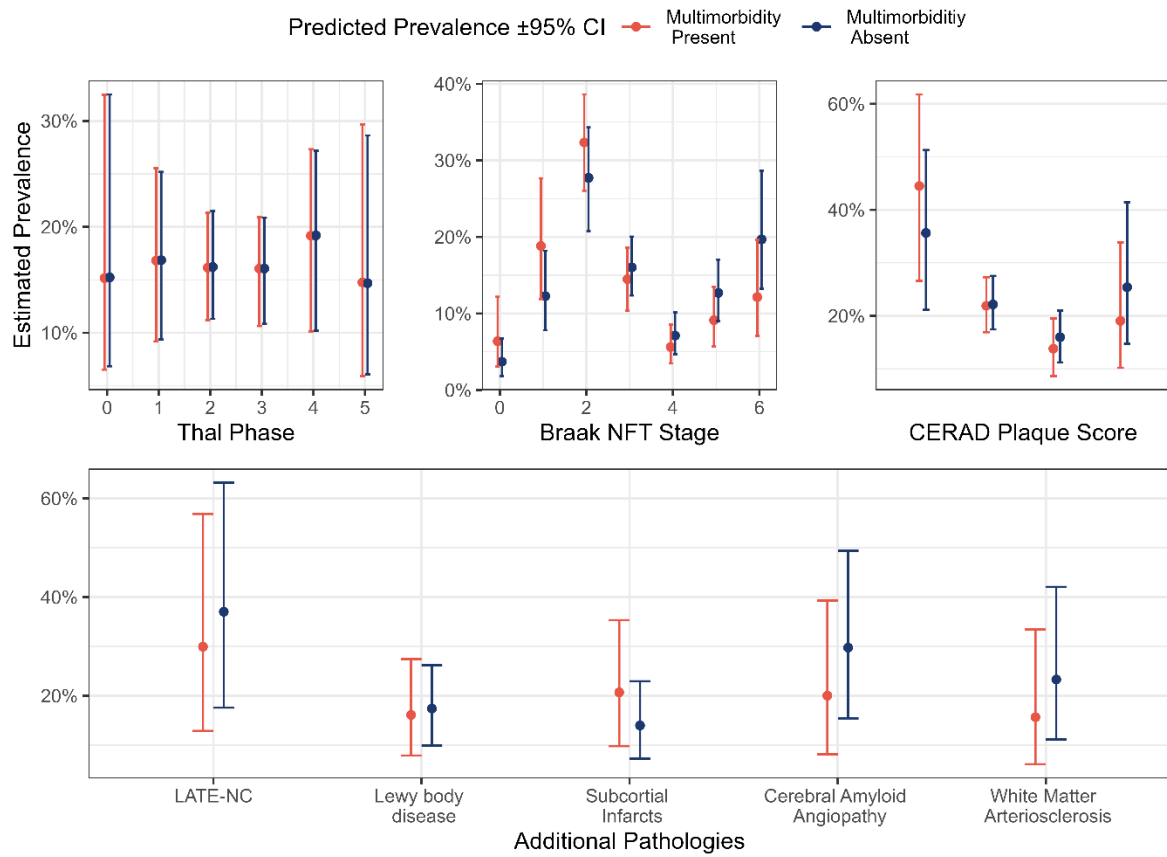 Predicted Prevalence ±95% CI
Multimorbidity
Present
Multimorbiditiy
Absent
Estimated Prevalence
30%
20%
10%
0 1 2 3 4 5
Thal Phase
40%
30%
20%
10%
0%
0 2 4 6
Braak NFT Stage
60%
40%
20%
CERAD Plaque Score
60%
40%
20%
LATE-NC
Lewy body
disease
Subcortial
Infarcts
Cerebral Amyloid
Angiopathy
White Matter
Arteriosclerosis
Additional Pathologies